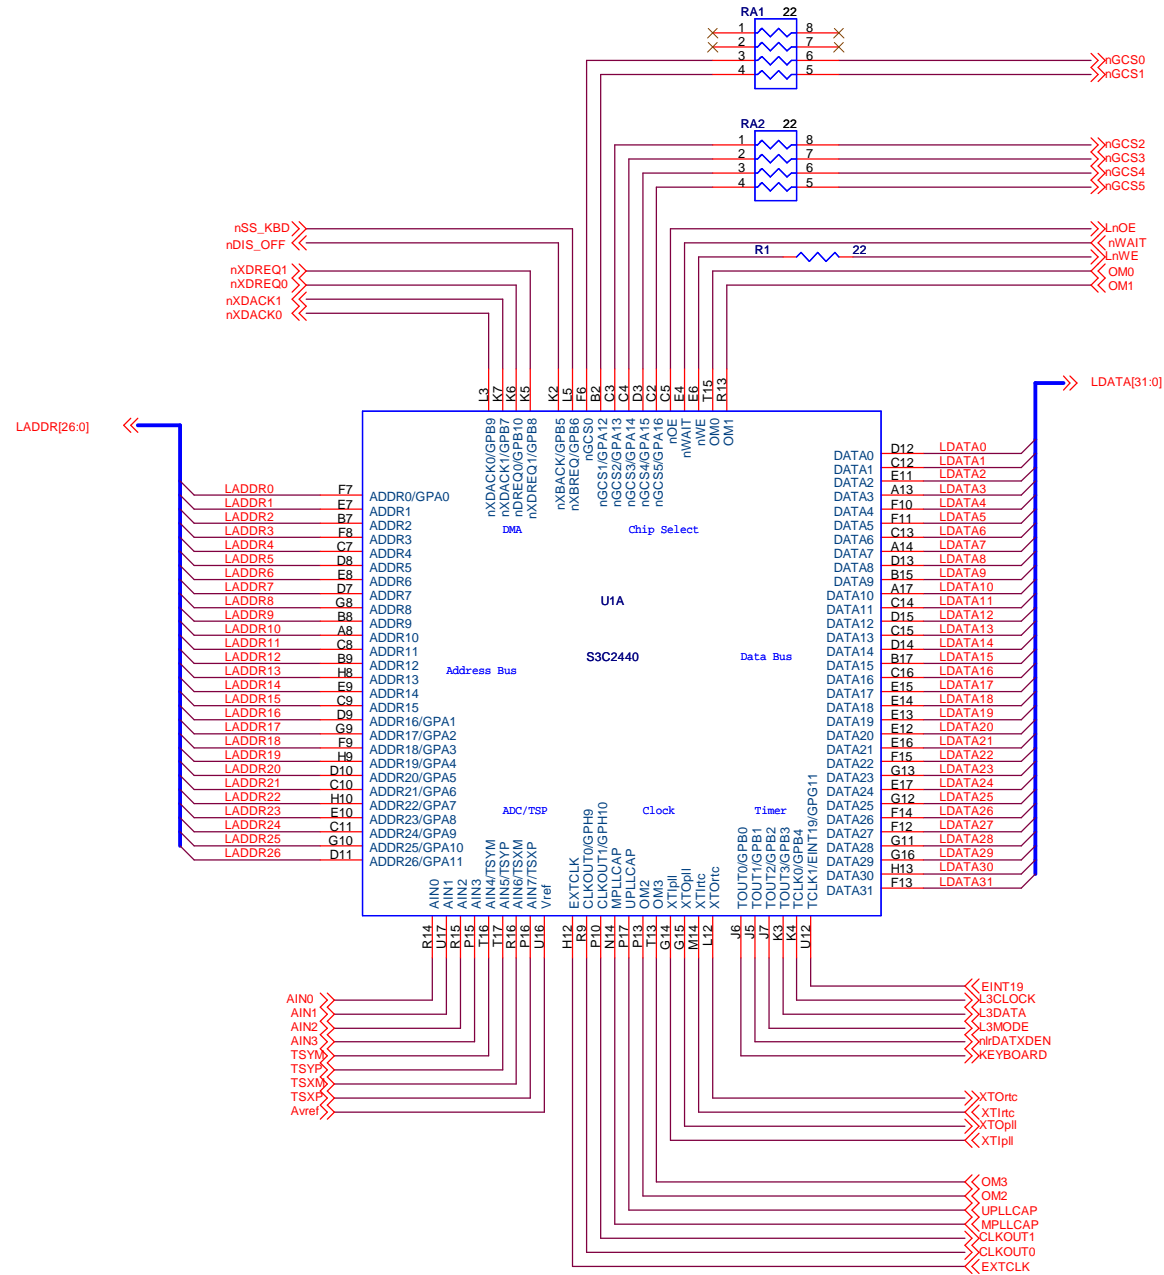 RA1 22
1 8
2 7
3 6 nGCS0
4 5 nGCS1
RA2 22
1 8 nGCS2
2 7 nGCS3
3 6 nGCS4
4 5 nGCS5
nSS_KBD LnOE
nDIS_OFF nWAIT
R1 22 LnWE
nXDREQ1 OM0
nXDREQ0 OM1
nXDACK1
nXDACK0
L3 K7 K6 K5 K2 L5 F6 B2 C3 C4 D3 C2 C5 E4 E6 T15 R13
LDATA[31:0]
LADDR[26:0]
nXDACK0/GPB9
nXDACK1/GPB7
nDREQ0/GPB10
nXDREQ1/GPB8
nXBACK/GPB5
nXBREQ/GPB6
nGCS0
nGCS1/GPA12
nGCS2/GPA13
nGCS3/GPA14
nGCS4/GPA15
nGCS5/GPA16
nOE
nWAIT
nWE
OM0
OM1
DMA Chip Select
U1A
S3C2440
Address Bus Data Bus
ADC/TSP Clock Timer
LADDR0 F7 ADDR0/GPA0
LADDR1 E7 ADDR1
LADDR2 B7 ADDR2
LADDR3 F8 ADDR3
LADDR4 C7 ADDR4
LADDR5 D8 ADDR5
LADDR6 E8 ADDR6
LADDR7 D7 ADDR7
LADDR8 G8 ADDR8
LADDR9 B8 ADDR9
LADDR10 A8 ADDR10
LADDR11 C8 ADDR11
LADDR12 B9 ADDR12
LADDR13 H8 ADDR13
LADDR14 E9 ADDR14
LADDR15 C9 ADDR15
LADDR16 D9 ADDR16/GPA1
LADDR17 G9 ADDR17/GPA2
LADDR18 F9 ADDR18/GPA3
LADDR19 H9 ADDR19/GPA4
LADDR20 D10 ADDR20/GPA5
LADDR21 C10 ADDR21/GPA6
LADDR22 H10 ADDR22/GPA7
LADDR23 E10 ADDR23/GPA8
LADDR24 C11 ADDR24/GPA9
LADDR25 G10 ADDR25/GPA10
LADDR26 D11 ADDR26/GPA11
DATA0 D12 LDATA0
DATA1 C12 LDATA1
DATA2 E11 LDATA2
DATA3 A13 LDATA3
DATA4 F10 LDATA4
DATA5 F11 LDATA5
DATA6 C13 LDATA6
DATA7 A14 LDATA7
DATA8 D13 LDATA8
DATA9 B15 LDATA9
DATA10 A17 LDATA10
DATA11 C14 LDATA11
DATA12 D15 LDATA12
DATA13 C15 LDATA13
DATA14 D14 LDATA14
DATA15 B17 LDATA15
DATA16 C16 LDATA16
DATA17 E15 LDATA17
DATA18 E14 LDATA18
DATA19 E13 LDATA19
DATA20 E12 LDATA20
DATA21 E16 LDATA21
DATA22 F15 LDATA22
DATA23 G13 LDATA23
DATA24 E17 LDATA24
DATA25 G12 LDATA25
DATA26 F14 LDATA26
DATA27 F12 LDATA27
DATA28 G11 LDATA28
DATA29 G16 LDATA29
DATA30 H13 LDATA30
DATA31 F13 LDATA31
AIN0
AIN1
AIN2
AIN3
AIN4/TSYM
AIN5/TSYP
AIN6/TSXM
AIN7/TSXP
Vref
EXTCLK
CLKOUT0/GPH9
CLKOUT1/GPH10
MPLLCAP
UPLLCAP
OM2
OM3
XTIpll
XTOpll
XTIrtc
XTOrtc
TOUT0/GPB0
TOUT1/GPB1
TOUT2/GPB2
TOUT3/GPB3
TCLK0/GPB4
TCLK1/EINT19/GPG11
R14 U17 R15 P15 T16 T17 R16 P16 U16 H12 R9 P10 N14 P17 P13 T13 G14 G15 M14 L12 J6 J5 J7 K3 K4 U12
EINT19
AIN0 L3CLOCK
AIN1 L3DATA
AIN2 L3MODE
AIN3 nIrDATXDEN
TSYM KEYBOARD
TSYP
TSXM
TSXP XTOrtc
Avref XTIrtc
XTOpll
XTIpll
OM3
OM2
UPLLCAP
MPLLCAP
CLKOUT1
CLKOUT0
EXTCLK